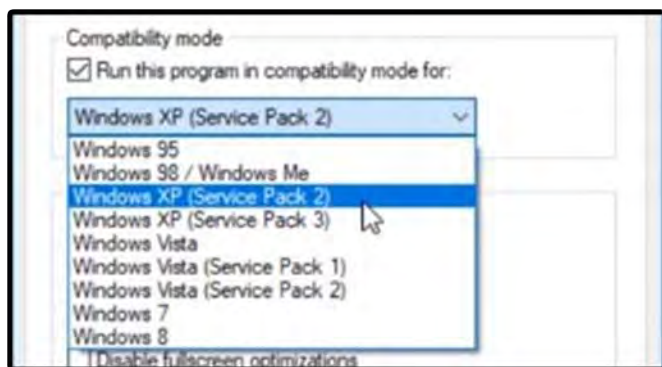 Compatibility mode
Run this program in compatibility mode for:
Windows XP (Service Pack 2)
Windows 95
Windows 98 / Windows Me
Windows XP (Service Pack 2)
Windows XP (Service Pack 3)
Windows Vista
Windows Vista (Service Pack 1)
Windows Vista (Service Pack 2)
Windows 7
Windows 8
Disable fullscreen optimizations